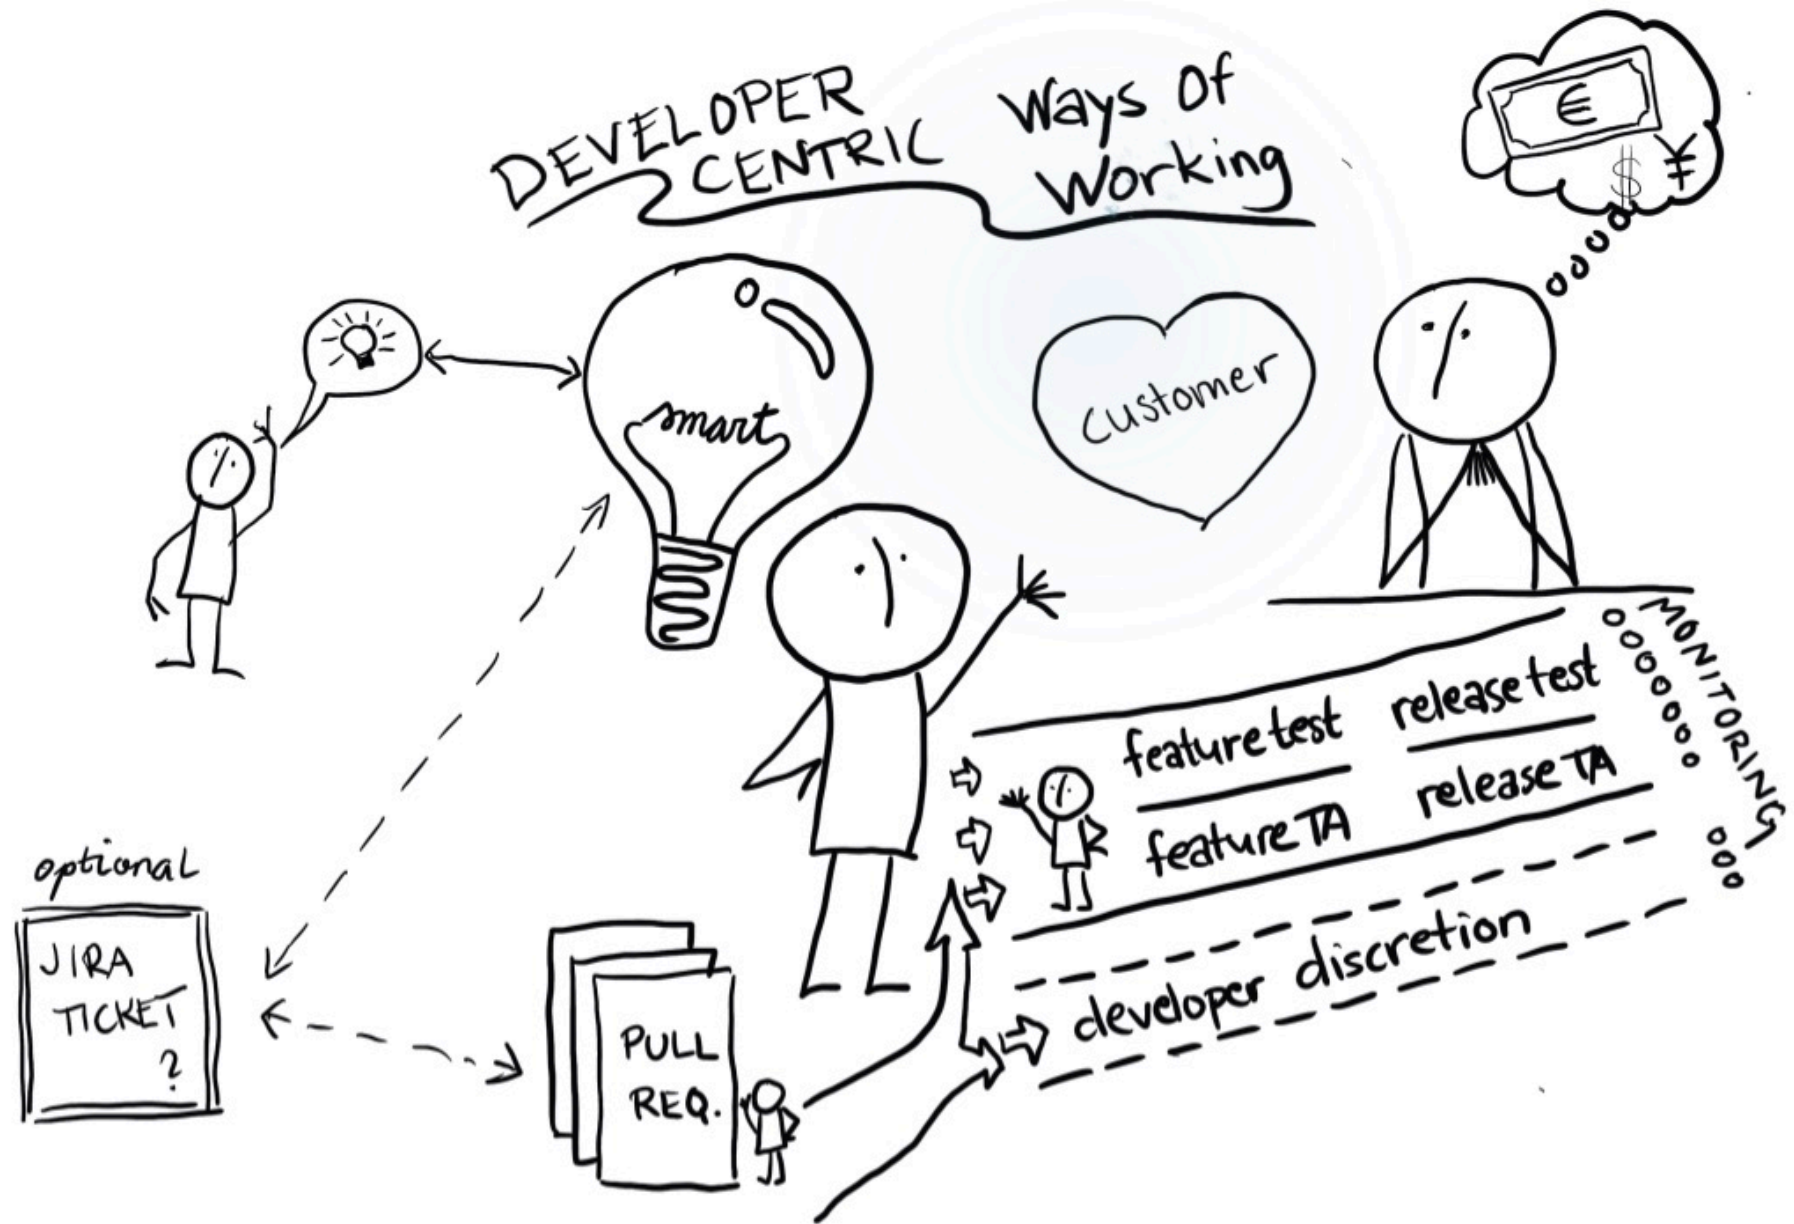 DEVELOPER
CENTRIC
Ways Of
Working
€
$ ¥
smart
customer
MONITORING
feature test release test
feature TA release TA
developer discretion
optional
JIRA
TICKET
?
PULL
REQ.